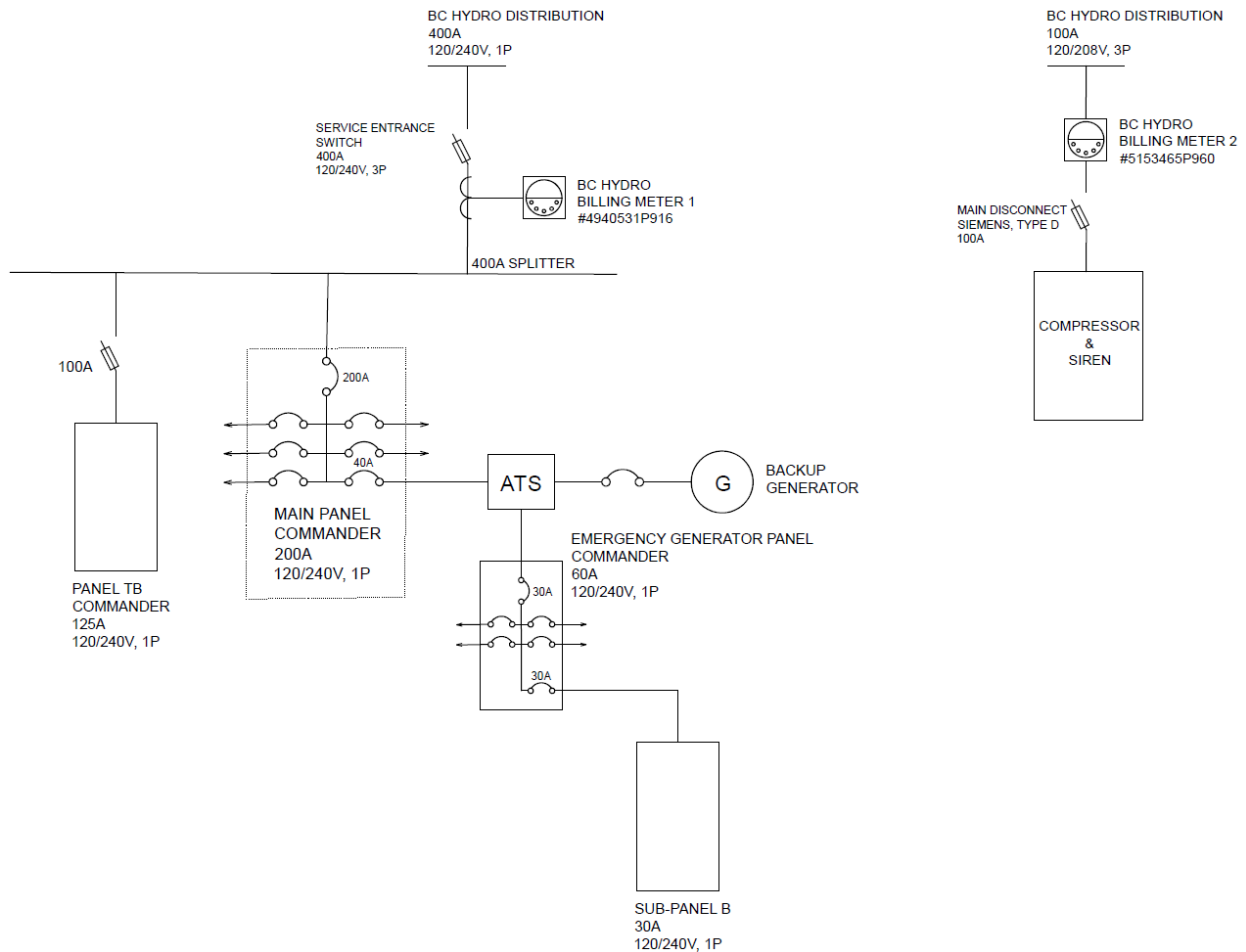 BC HYDRO DISTRIBUTION
400A
120/240V, 1P
SERVICE ENTRANCE
SWITCH
400A
120/240V, 3P
BC HYDRO
BILLING METER 1
#4940531P916
400A SPLITTER
100A
PANEL TB
COMMANDER
125A
120/240V, 1P
200A
40A
MAIN PANEL
COMMANDER
200A
120/240V, 1P
ATS
G
BACKUP
GENERATOR
EMERGENCY GENERATOR PANEL
COMMANDER
60A
120/240V, 1P
30A
30A
SUB-PANEL B
30A
120/240V, 1P
BC HYDRO DISTRIBUTION
100A
120/208V, 3P
BC HYDRO
BILLING METER 2
#5153465P960
MAIN DISCONNECT
SIEMENS, TYPE D
100A
COMPRESSOR
&
SIREN